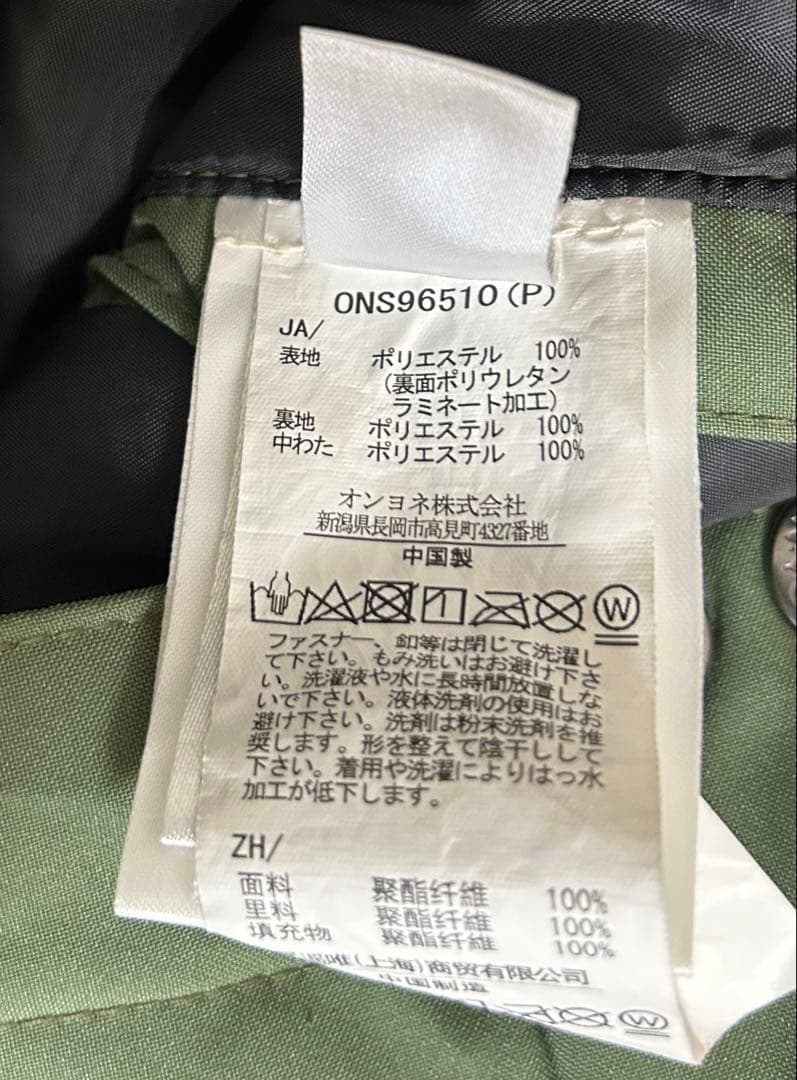 ONS96510(P)
JA/
表地 ポリエステル 100%
(裏面ポリウレタン
ラミネート加工)
裏地 ポリエステル 100%
中わた ポリエステル 100%
オンヨネ株式会社
新潟県長岡市高見町4327番地
中国製
W
ファスナー、釦等は閉じて洗濯し
て下さい。もみ洗いはお避け下さ
い。洗濯液や水に長時間放置しな
いで下さい。液体洗剤の使用はお
避け下さい。洗剤は粉末洗剤を推
奨します。形を整えて陰干しして
下さい。着用や洗濯によりはっ水
加工が低下します。
ZH/
面料 聚酯纤維 100%
里料 聚酯纤維 100%
填充物 聚酯纤維 100%
唯(上海)商贸有限公司
中国制造
W